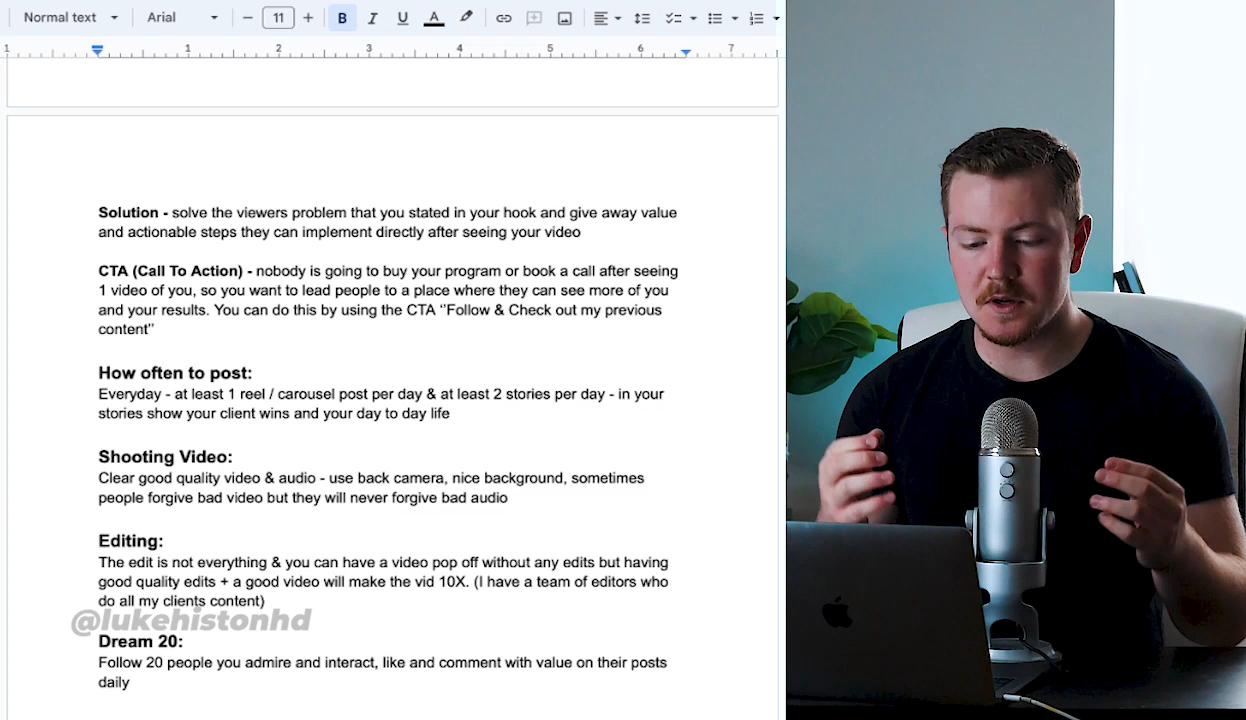 Normal text
Arial
11
B I U A
1 1 2 3 4 5 6 7
Solution - solve the viewers problem that you stated in your hook and give away value
and actionable steps they can implement directly after seeing your video
CTA (Call To Action) - nobody is going to buy your program or book a call after seeing
1 video of you, so you want to lead people to a place where they can see more of you
and your results. You can do this by using the CTA ‘’Follow & Check out my previous
content’’
How often to post:
Everyday - at least 1 reel / carousel post per day & at least 2 stories per day - in your
stories show your client wins and your day to day life
Shooting Video:
Clear good quality video & audio - use back camera, nice background, sometimes
people forgive bad video but they will never forgive bad audio
Editing:
The edit is not everything & you can have a video pop off without any edits but having
good quality edits + a good video will make the vid 10X. (I have a team of editors who
do all my clients content)
@lukehistonhd
Dream 20:
Follow 20 people you admire and interact, like and comment with value on their posts
daily